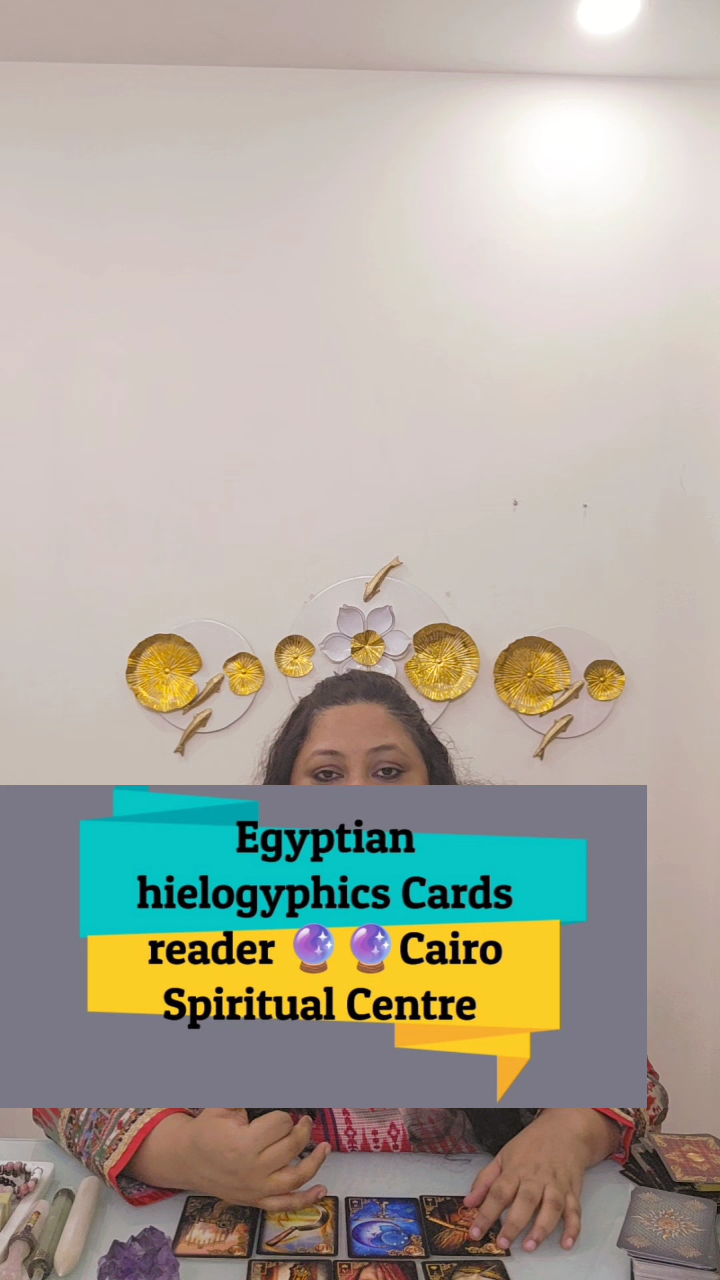 Egyptian
hielogyphics Cards
reader 🔮 🔮 Cairo
Spiritual Centre